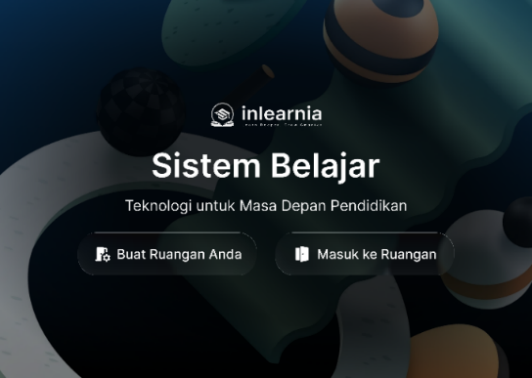 inlearnia
Sistem Belajar
Teknologi untuk Masa Depan Pendidikan
Buat Ruangan Anda
Masuk ke Ruangan